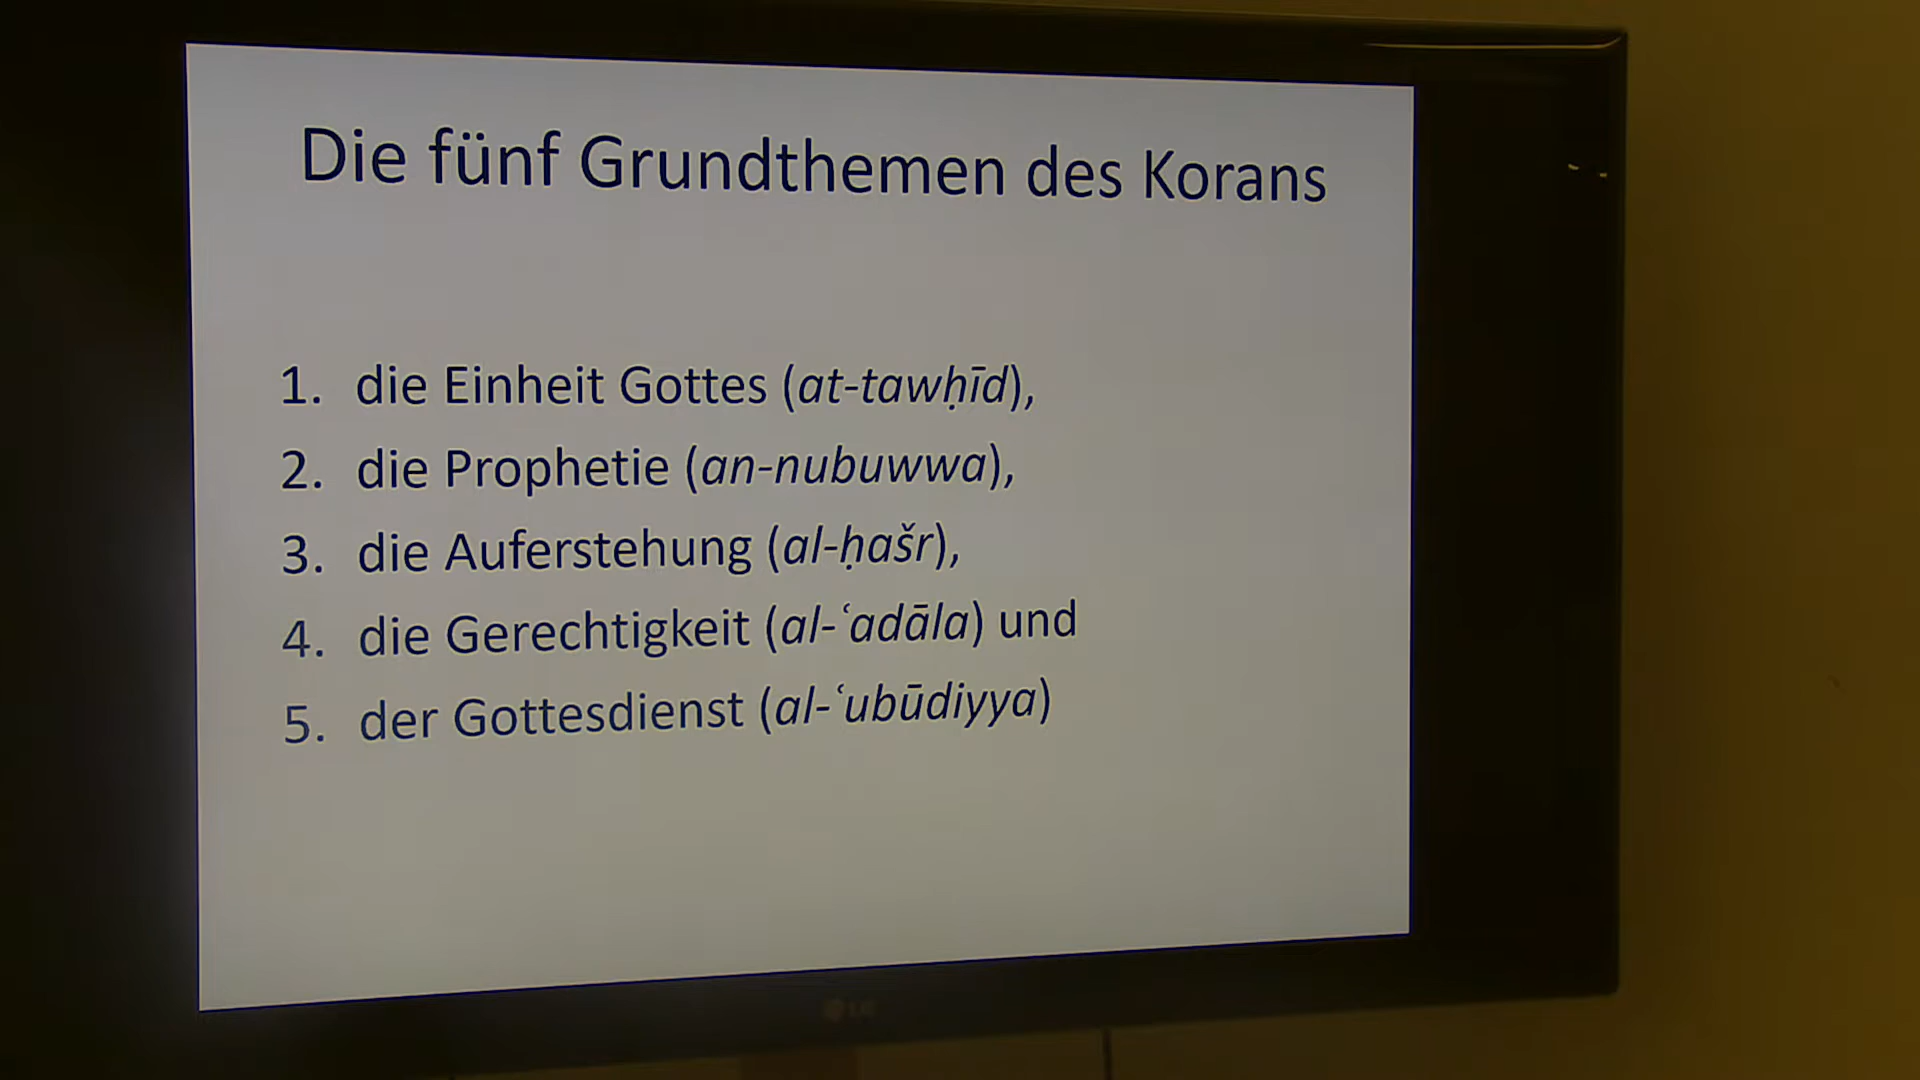 Die fünf Grundthemen des Korans
1. die Einheit Gottes (at-tawḥīd),
2. die Prophetie (an-nubuwwa),
3. die Auferstehung (al-ḥašr),
4. die Gerechtigkeit (al-ʿadāla) und
5. der Gottesdienst (al-ʿubūdiyya)
LG